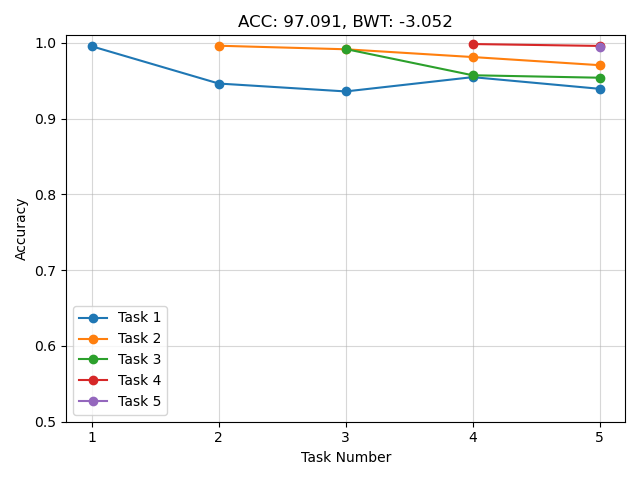 ACC: 97.091, BWT: -3.052
1.0
0.9
0.8
0.7
0.6
0.5
Accuracy
Task 1
Task 2
Task 3
Task 4
Task 5
1 2 3 4 5
Task Number